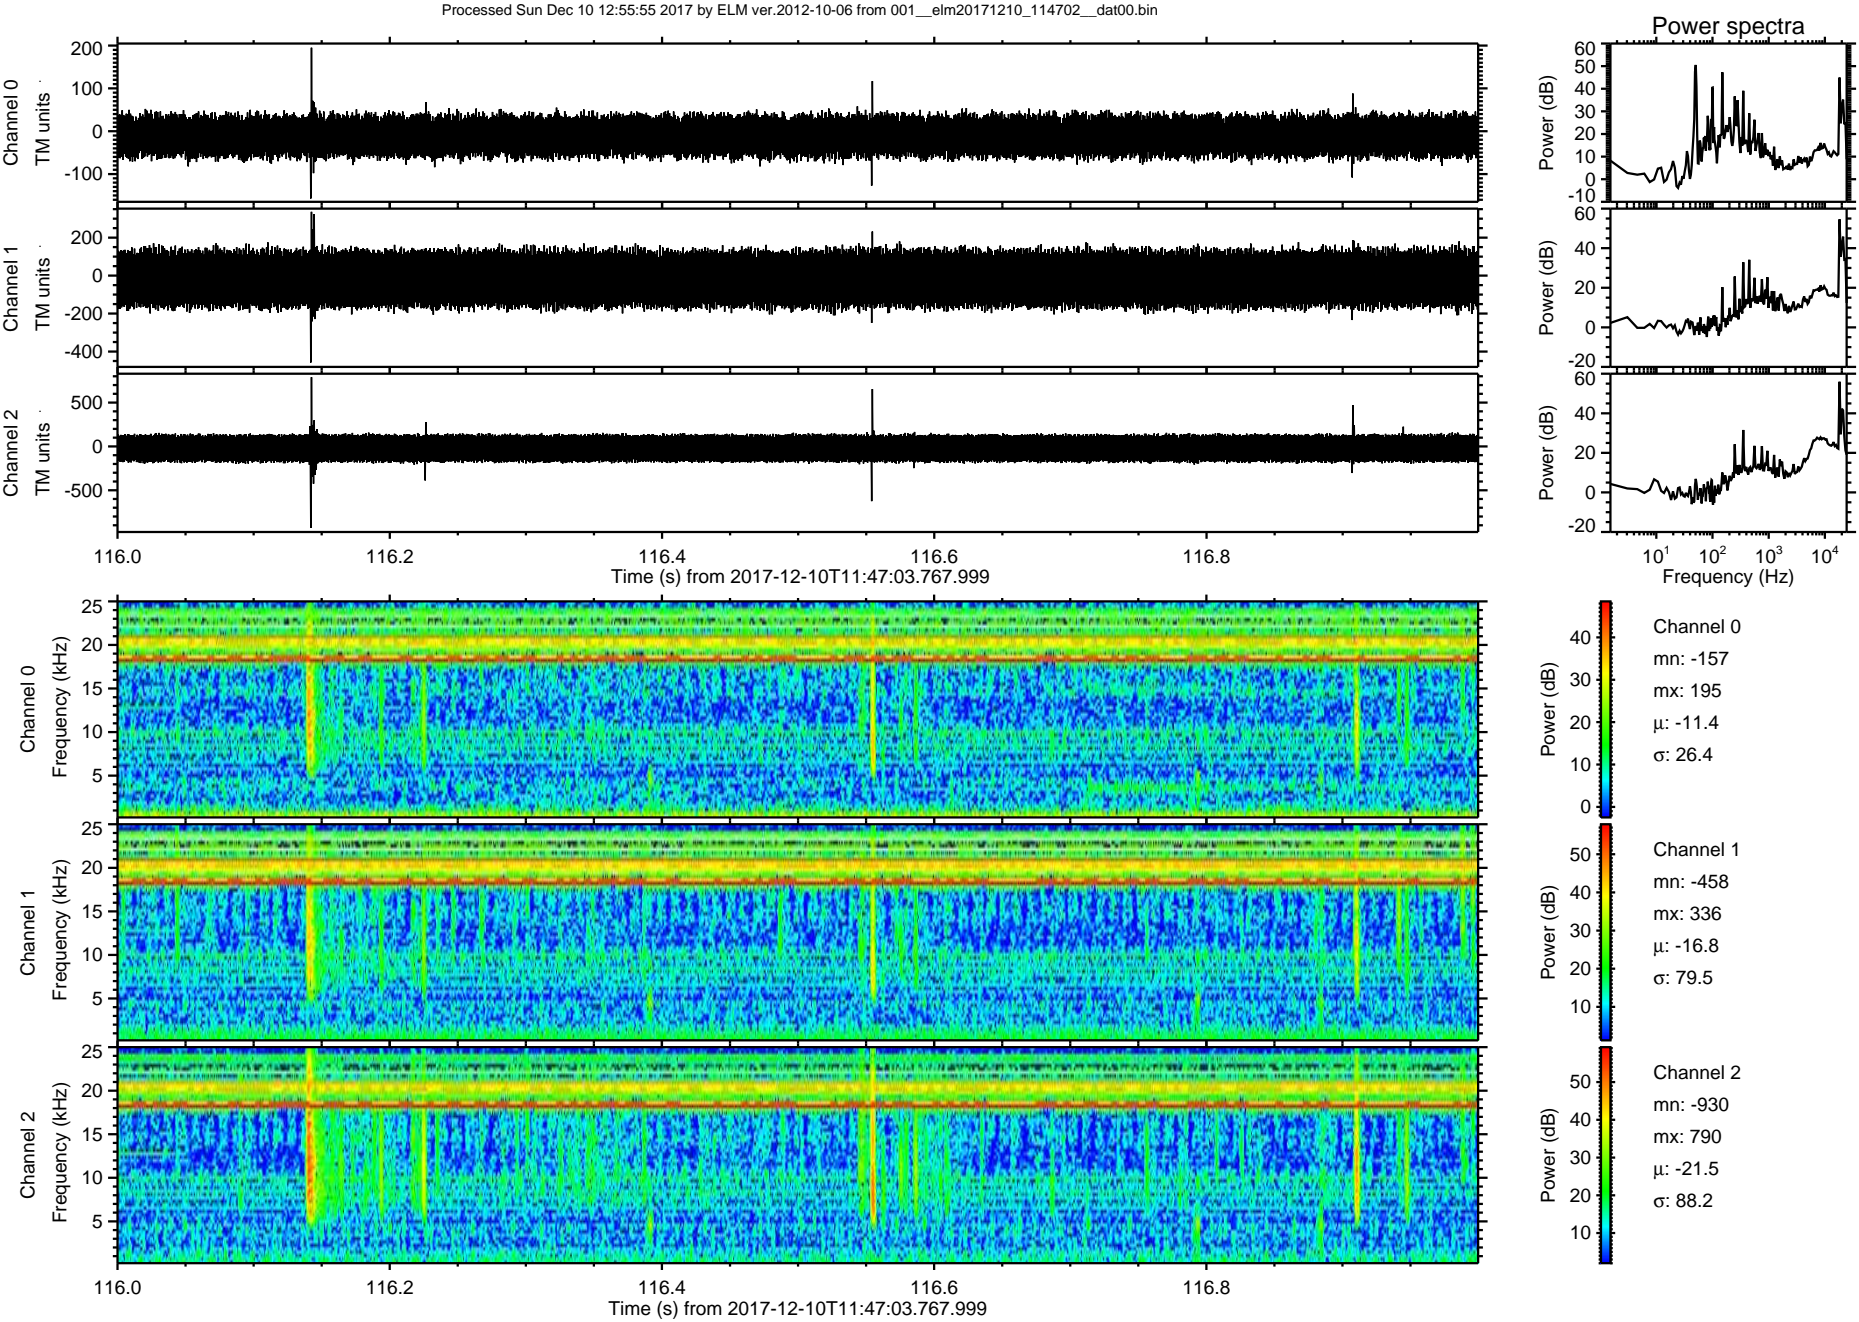 Processed Sun Dec 10 12:55:55 2017 by ELM ver.2012-10-06 from 001__elm20171210_114702__dat00.bin
Power spectra
Channel 0
TM units
200
100
0
-100
Power (dB)
60
50
40
30
20
10
0
-10
Channel 1
TM units
200
0
-200
-400
Power (dB)
60
40
20
0
-20
Channel 2
TM units
500
0
-500
Power (dB)
60
40
20
0
-20
116.0 116.2 116.4 116.6 116.8
Time (s) from 2017-12-10T11:47:03.767.999
10¹ 10² 10³ 10⁴
Frequency (Hz)
Channel 0
Frequency (kHz)
25
20
15
10
5
Power (dB)
40
30
20
10
0
Channel 0
mn: -157
mx: 195
μ: -11.4
σ: 26.4
Channel 1
Frequency (kHz)
25
20
15
10
5
Power (dB)
50
40
30
20
10
Channel 1
mn: -458
mx: 336
μ: -16.8
σ: 79.5
Channel 2
Frequency (kHz)
25
20
15
10
5
Power (dB)
50
40
30
20
10
Channel 2
mn: -930
mx: 790
μ: -21.5
σ: 88.2
116.0 116.2 116.4 116.6 116.8
Time (s) from 2017-12-10T11:47:03.767.999